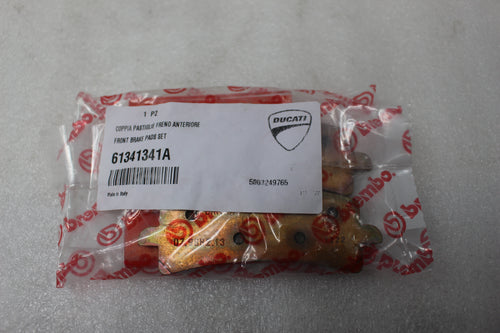 1 PZ
COPPIA PASTIGLIE FRENO ANTERIORE
FRONT BRAKE PADS SET
61341341A
DUCATI
5003249765
Made in Italy
brembo
brembo
brembo
brembo